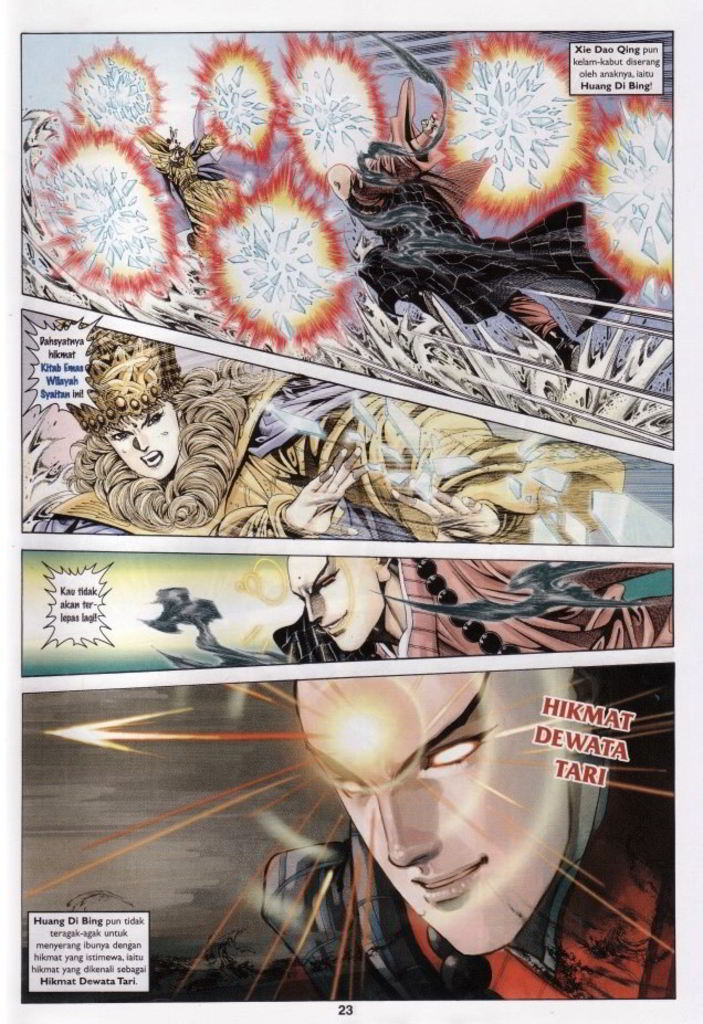 Xie Dao Qing pun
kelam-kabut diserang
oleh anaknya, iaitu
Huang Di Bing!
Dahsyatnya
hikmat
Kitab Emas
Wilayah
Syaitan ini!
Kau tidak
akan ter-
lepas lagi!
HIKMAT
DEWATA
TARI
Huang Di Bing pun tidak
teragak-agak untuk
menyerang ibunya dengan
hikmat yang istimewa, iaitu
hikmat yang dikenali sebagai
Hikmat Dewata Tari.
23